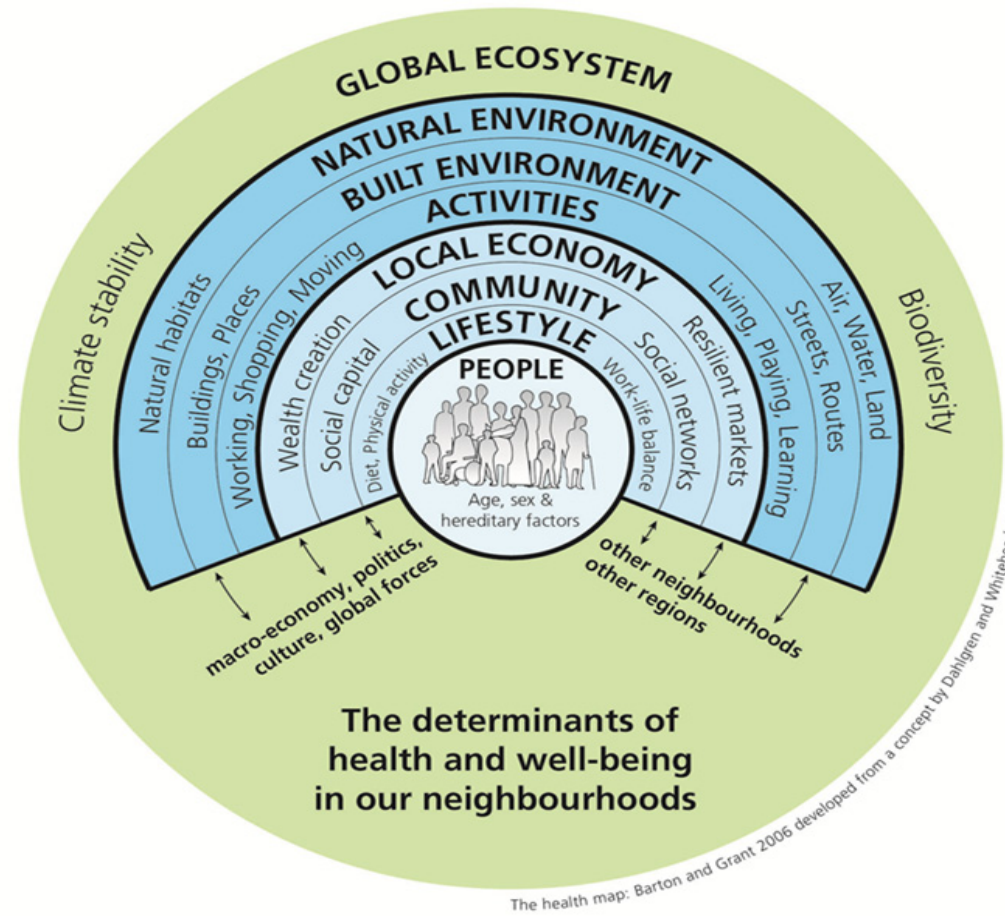 GLOBAL ECOSYSTEM
NATURAL ENVIRONMENT
BUILT ENVIRONMENT
ACTIVITIES
LOCAL ECONOMY
COMMUNITY
LIFESTYLE
PEOPLE
Age, sex &
hereditary factors
Climate stability
Natural habitats
Buildings, Places
Working, Shopping, Moving
Wealth creation
Social capital
Diet, Physical activity
Work-life balance
Social networks
Resilient markets
Living, Playing, Learning
Streets, Routes
Air, Water, Land
Biodiversity
macro-economy, politics,
culture, global forces
other neighbourhoods
other regions
The determinants of
health and well-being
in our neighbourhoods
The health map: Barton and Grant 2006 developed from a concept by Dahlgren and